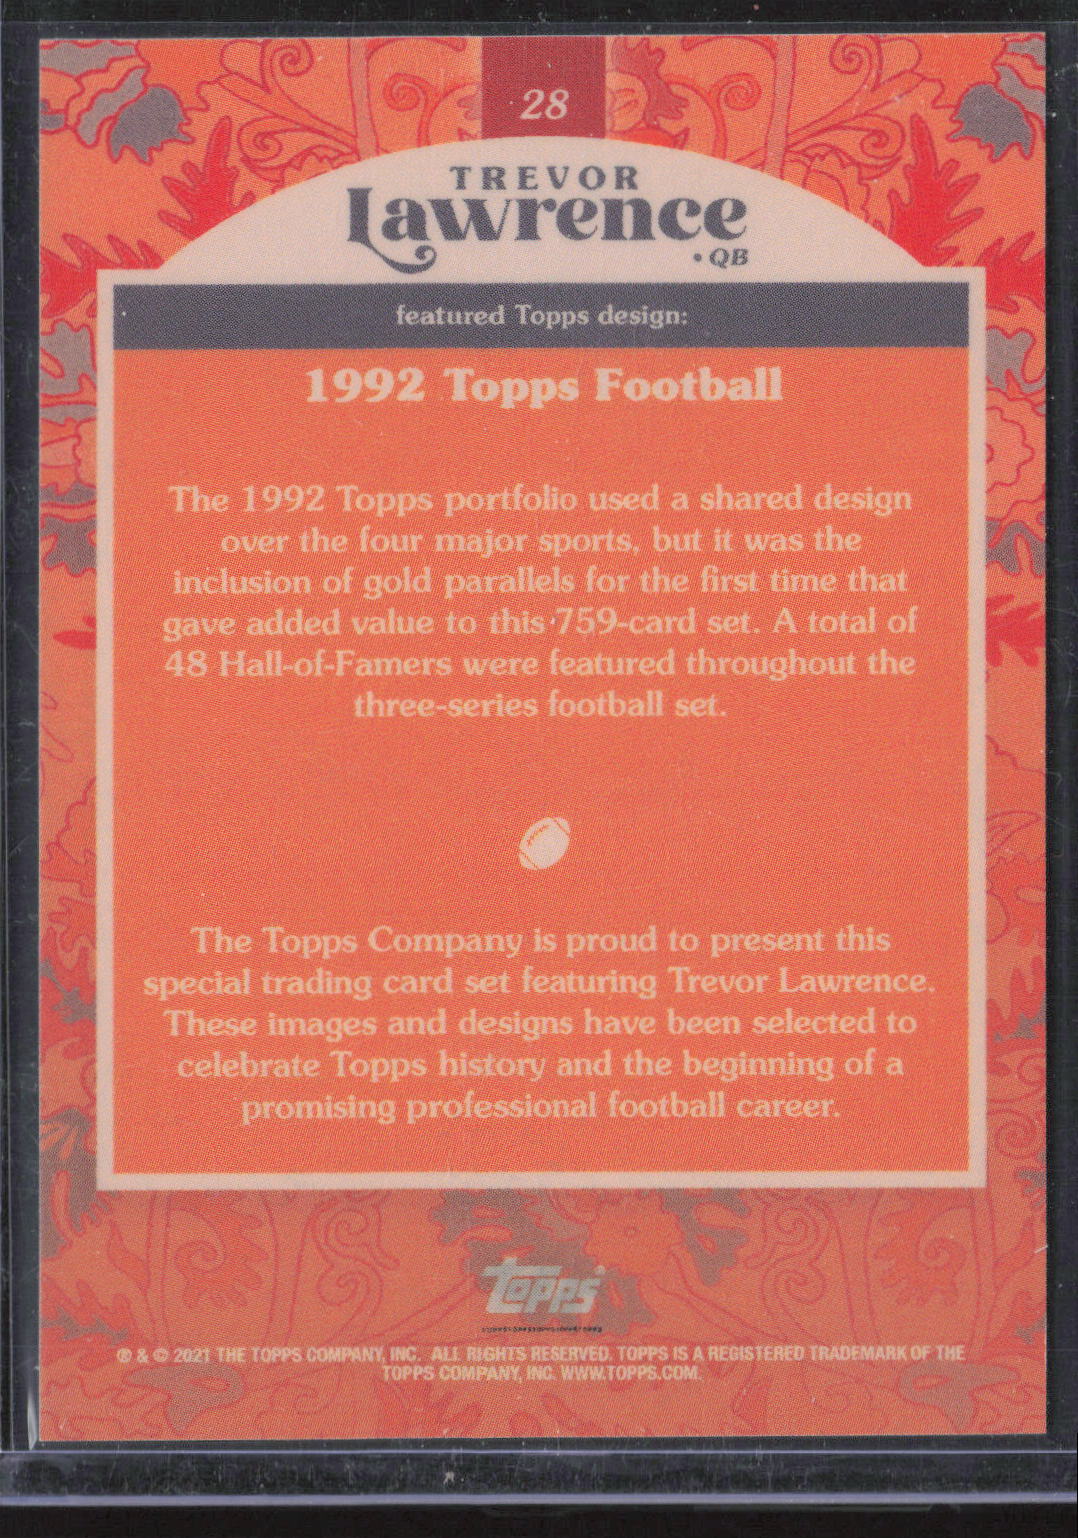 28
TREVOR
Lawrence
• QB
featured Topps design:
1992 Topps Football
The 1992 Topps portfolio used a shared design
over the four major sports, but it was the
inclusion of gold parallels for the first time that
gave added value to this 759-card set. A total of
48 Hall-of-Famers were featured throughout the
three-series football set.
The Topps Company is proud to present this
special trading card set featuring Trevor Lawrence.
These images and designs have been selected to
celebrate Topps history and the beginning of a
promising professional football career.
topps
® & © 2021 THE TOPPS COMPANY, INC. ALL RIGHTS RESERVED. TOPPS IS A REGISTERED TRADEMARK OF THE
TOPPS COMPANY, INC. WWW.TOPPS.COM.